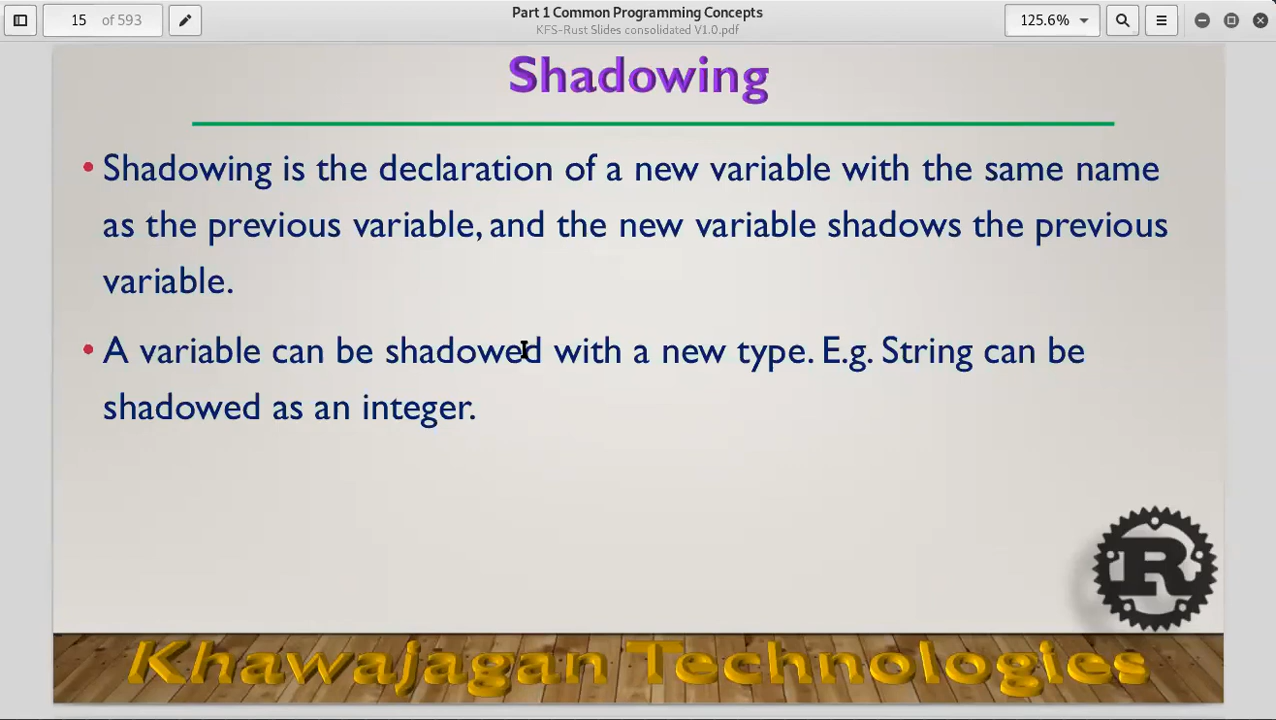 Part 1 Common Programming Concepts
KFS-Rust Slides consolidated V1.0.pdf
15 of 593
125.6%
Shadowing
• Shadowing is the declaration of a new variable with the same name
as the previous variable, and the new variable shadows the previous
variable.
• A variable can be shadowed with a new type. E.g. String can be
shadowed as an integer.
R
Khawajagan Technologies